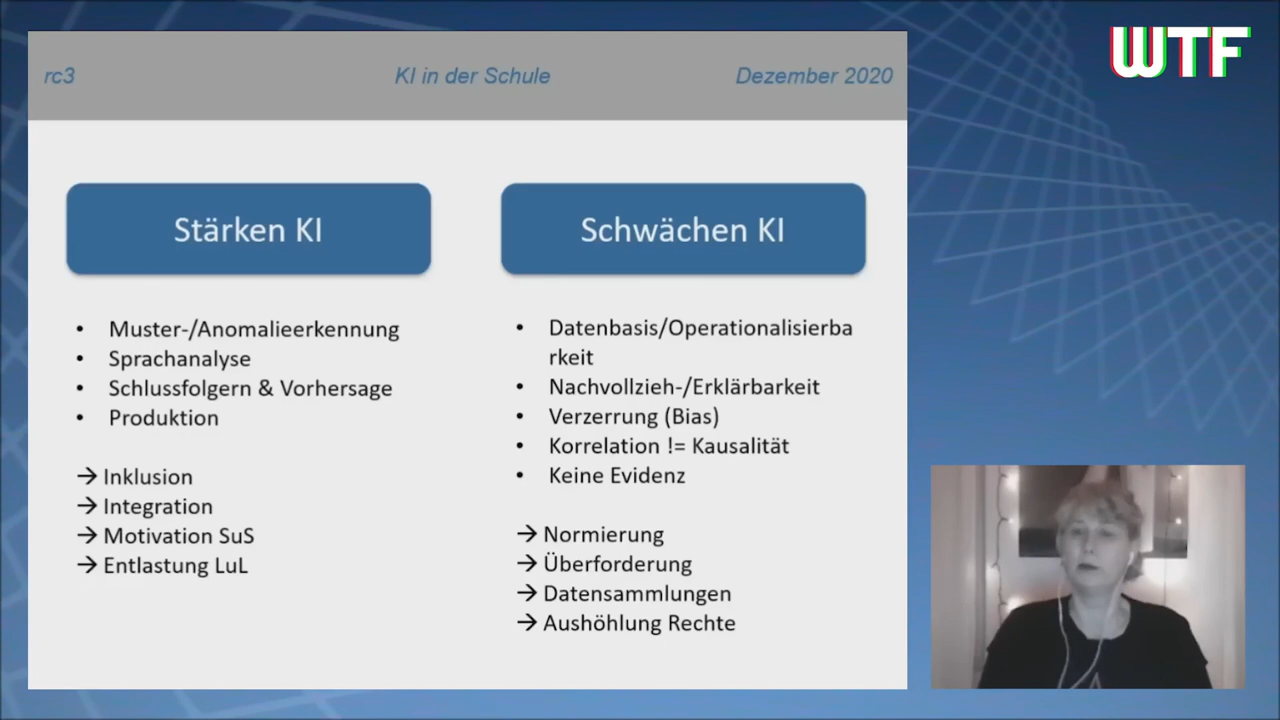 rc3 KI in der Schule Dezember 2020
WTF
Stärken KI
Muster-/Anomalieerkennung
Sprachanalyse
Schlussfolgern & Vorhersage
Produktion
→ Inklusion
→ Integration
→ Motivation SuS
→ Entlastung LuL
Schwächen KI
Datenbasis/Operationalisierba
rkeit
Nachvollzieh-/Erklärbarkeit
Verzerrung (Bias)
Korrelation != Kausalität
Keine Evidenz
→ Normierung
→ Überforderung
→ Datensammlungen
→ Aushöhlung Rechte